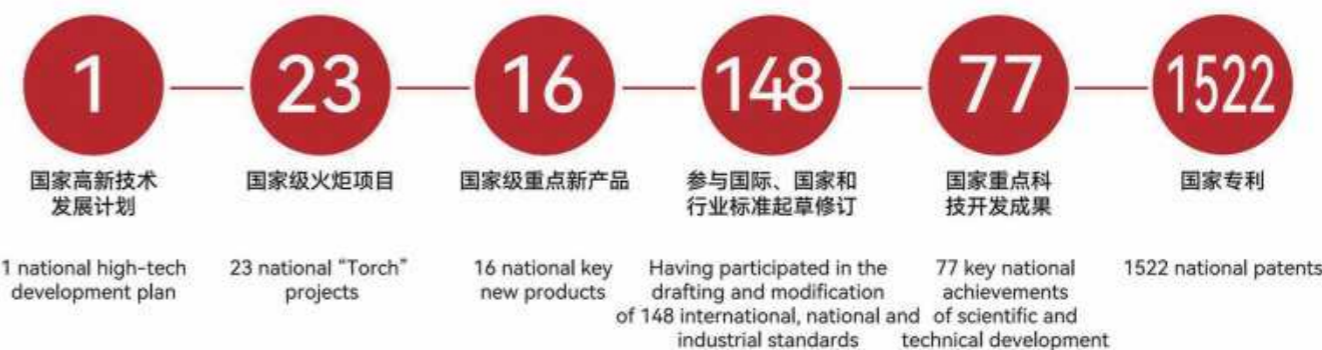 1
23
16
148
77
1522
国家高新技术
发展计划
国家级火炬项目
国家级重点新产品
参与国际、国家和
行业标准起草修订
国家重点科
技开发成果
国家专利
1 national high-tech
development plan
23 national "Torch"
projects
16 national key
new products
Having participated in the
drafting and modification
of 148 international, national and
industrial standards
77 key national
achievements
of scientific and
technical development
1522 national patents